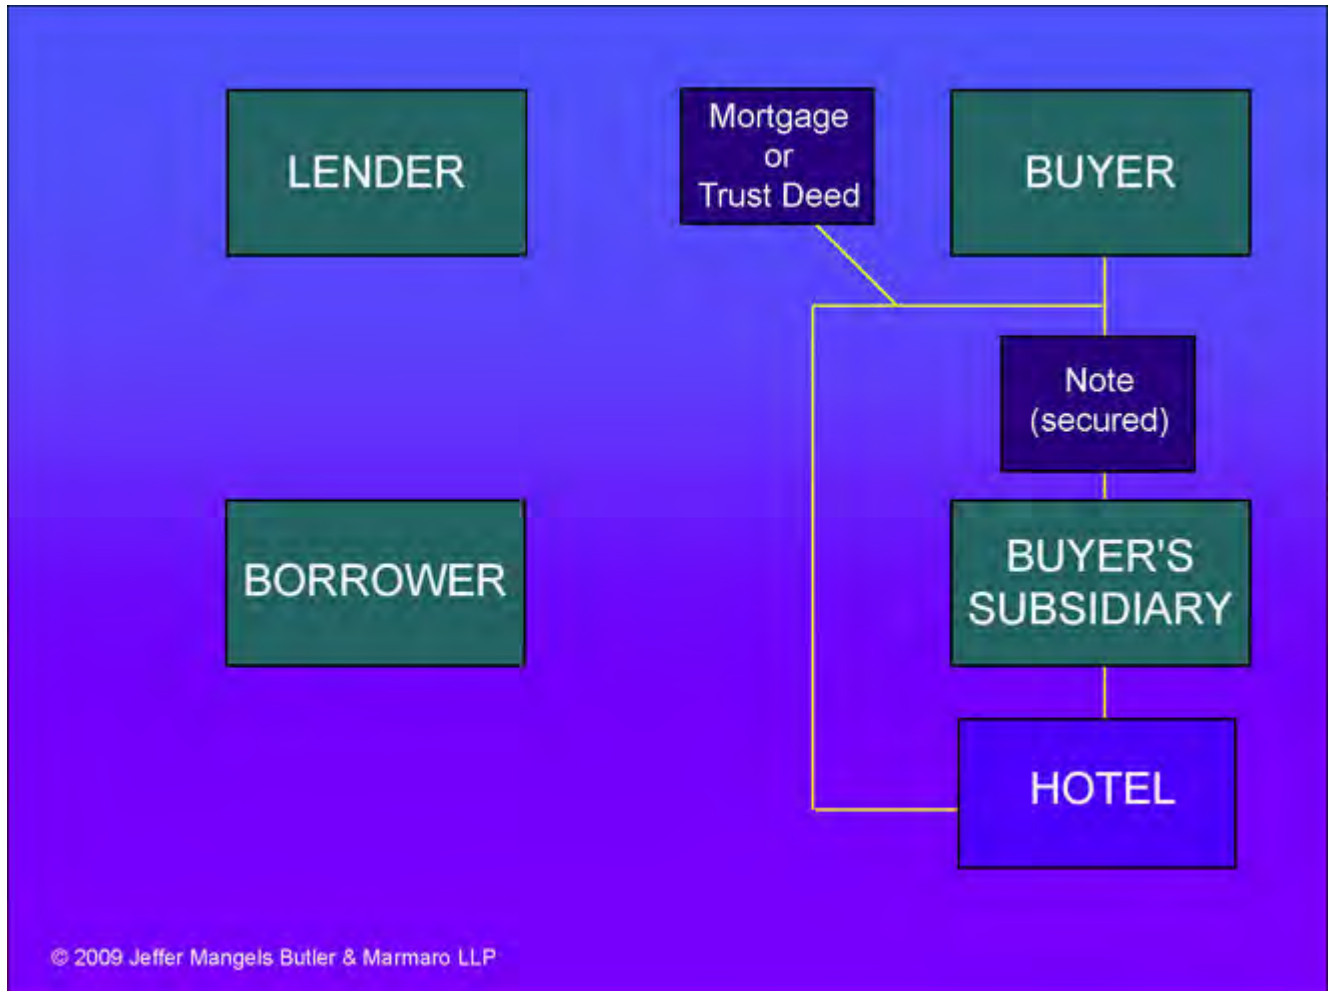 LENDER
Mortgage
or
Trust Deed
BUYER
Note
(secured)
BORROWER
BUYER'S
SUBSIDIARY
HOTEL
© 2009 Jeffer Mangels Butler & Marmaro LLP